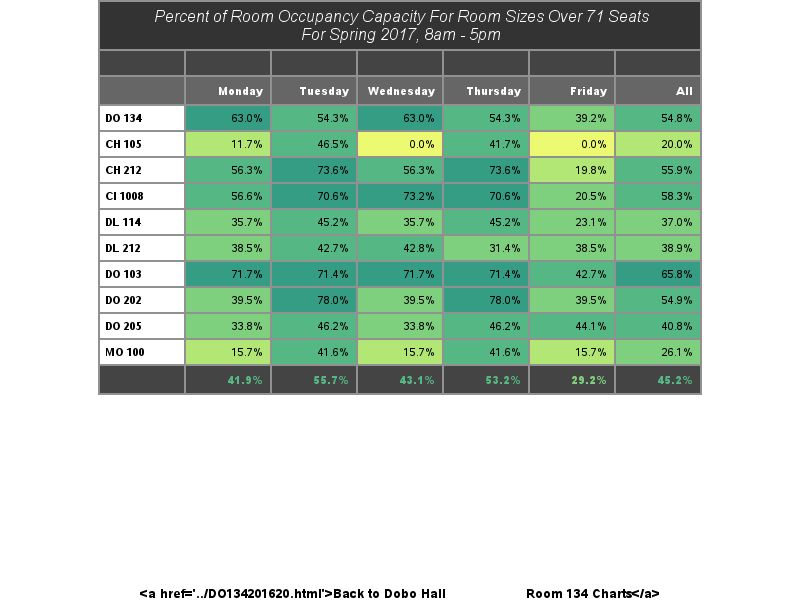 Percent of Room Occupancy Capacity For Room Sizes Over 71 Seats
For Spring 2017, 8am - 5pm
Monday Tuesday Wednesday Thursday Friday All
DO 134 63.0% 54.3% 63.0% 54.3% 39.2% 54.8%
CH 105 11.7% 46.5% 0.0% 41.7% 0.0% 20.0%
CH 212 56.3% 73.6% 56.3% 73.6% 19.8% 55.9%
CI 1008 56.6% 70.6% 73.2% 70.6% 20.5% 58.3%
DL 114 35.7% 45.2% 35.7% 45.2% 23.1% 37.0%
DL 212 38.5% 42.7% 42.8% 31.4% 38.5% 38.9%
DO 103 71.7% 71.4% 71.7% 71.4% 42.7% 65.8%
DO 202 39.5% 78.0% 39.5% 78.0% 39.5% 54.9%
DO 205 33.8% 46.2% 33.8% 46.2% 44.1% 40.8%
MO 100 15.7% 41.6% 15.7% 41.6% 15.7% 26.1%
41.9% 55.7% 43.1% 53.2% 29.2% 45.2%
<a href='../DO134201620.html'>Back to Dobo Hall Room 134 Charts</a>